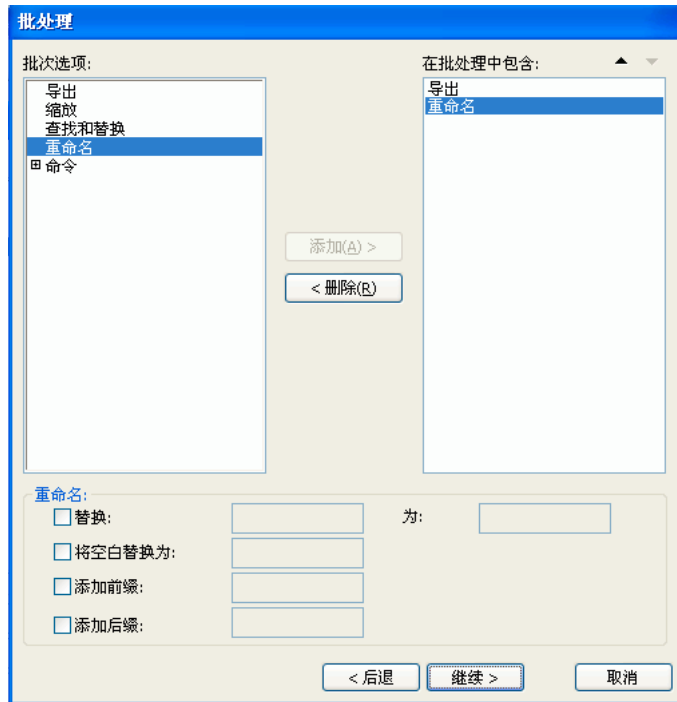 批处理
批次选项:
导出
缩放
查找和替换
重命名
命令
在批处理中包含:
导出
重命名
添加(A) >
< 删除(R)
重命名:
替换:
为:
将空白替换为:
添加前缀:
添加后缀:
< 后退
继续 >
取消